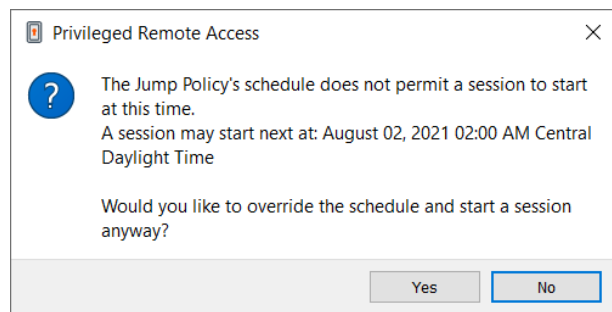 Privileged Remote Access
The Jump Policy's schedule does not permit a session to start
at this time.
A session may start next at: August 02, 2021 02:00 AM Central
Daylight Time
Would you like to override the schedule and start a session
anyway?
Yes No